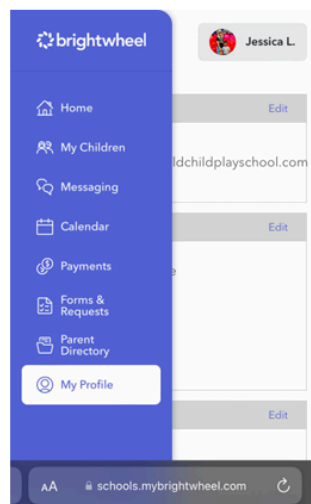 brightwheel
Jessica L.
Home
Edit
My Children
ldchildplayschool.com
Messaging
Calendar
Edit
Payments
e
Forms &
Requests
Parent
Directory
My Profile
Edit
AA
schools.mybrightwheel.com